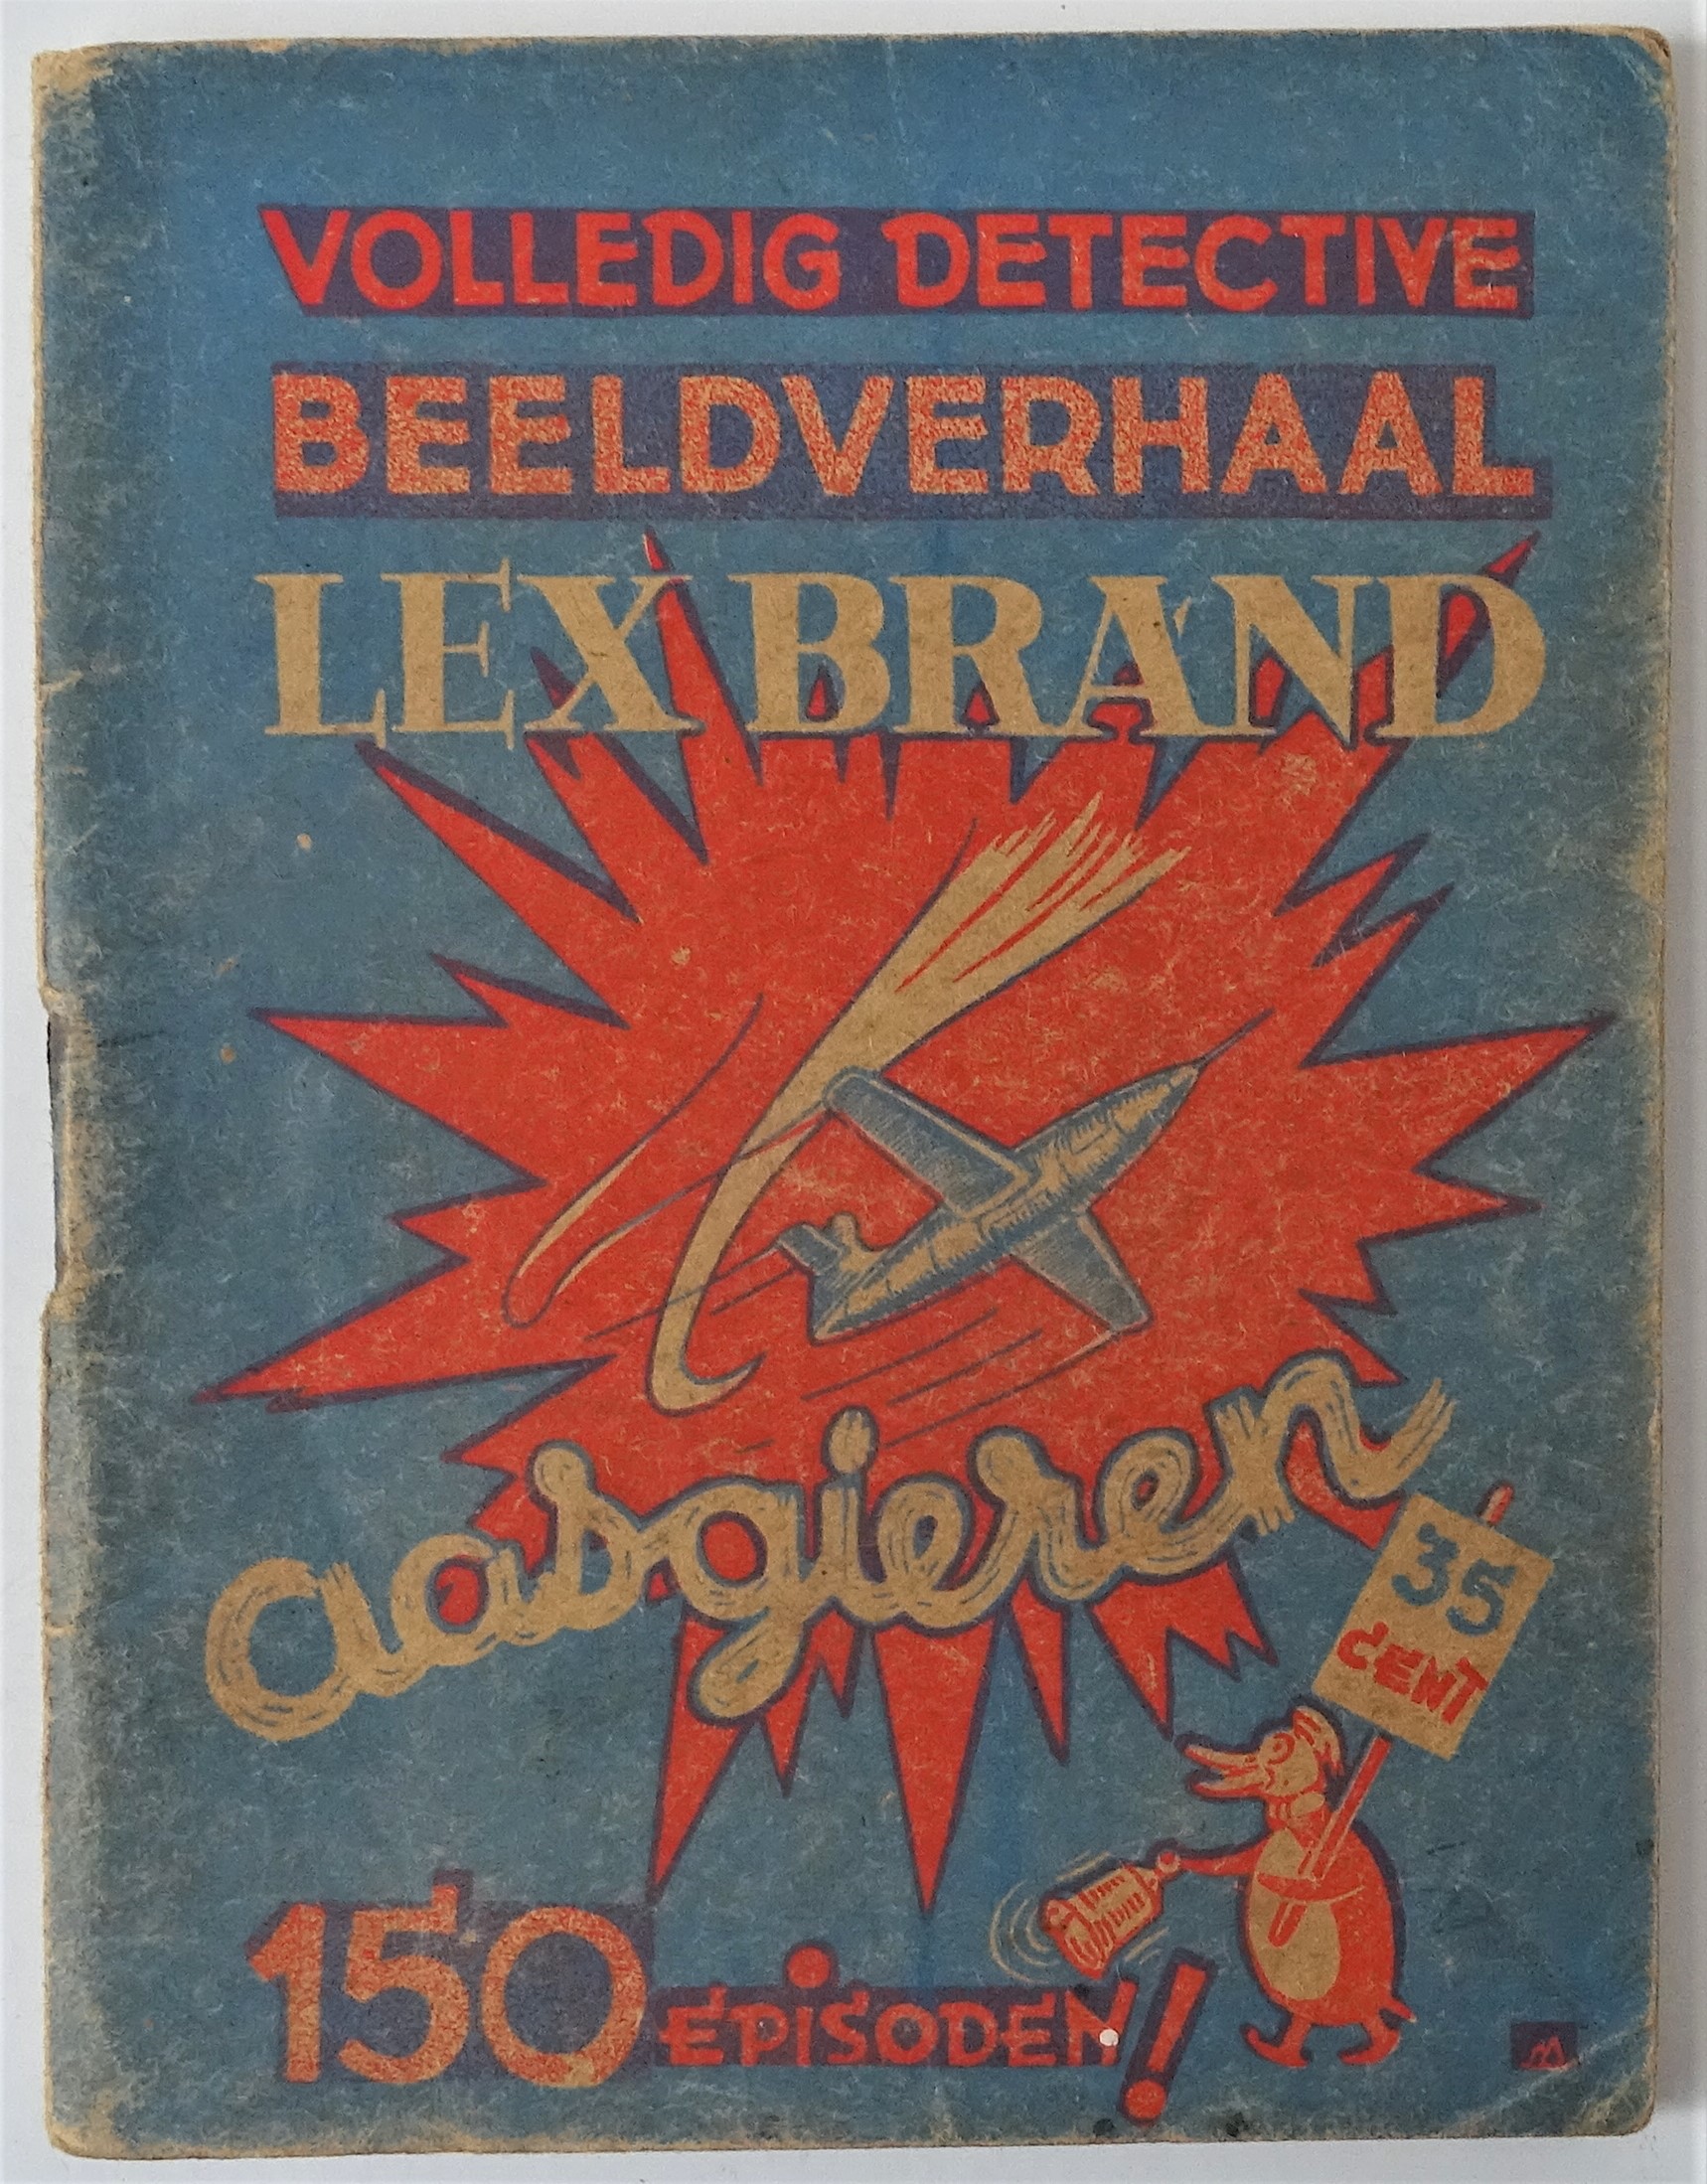 VOLLEDIG DETECTIVE
BEELDVERHAAL
LEX BRAND
aasgieren
35
CENT
150 EPISODEN!
M